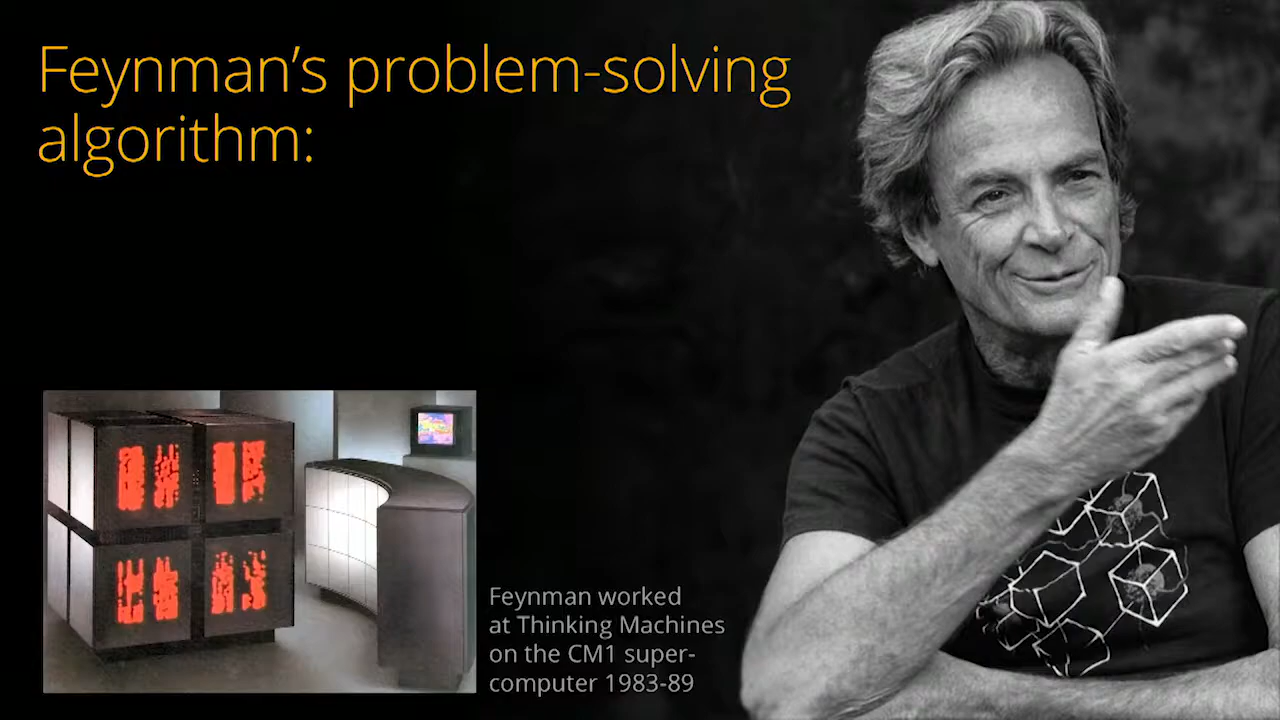 Feynman’s problem-solving
algorithm:
Feynman worked
at Thinking Machines
on the CM1 super-
computer 1983-89